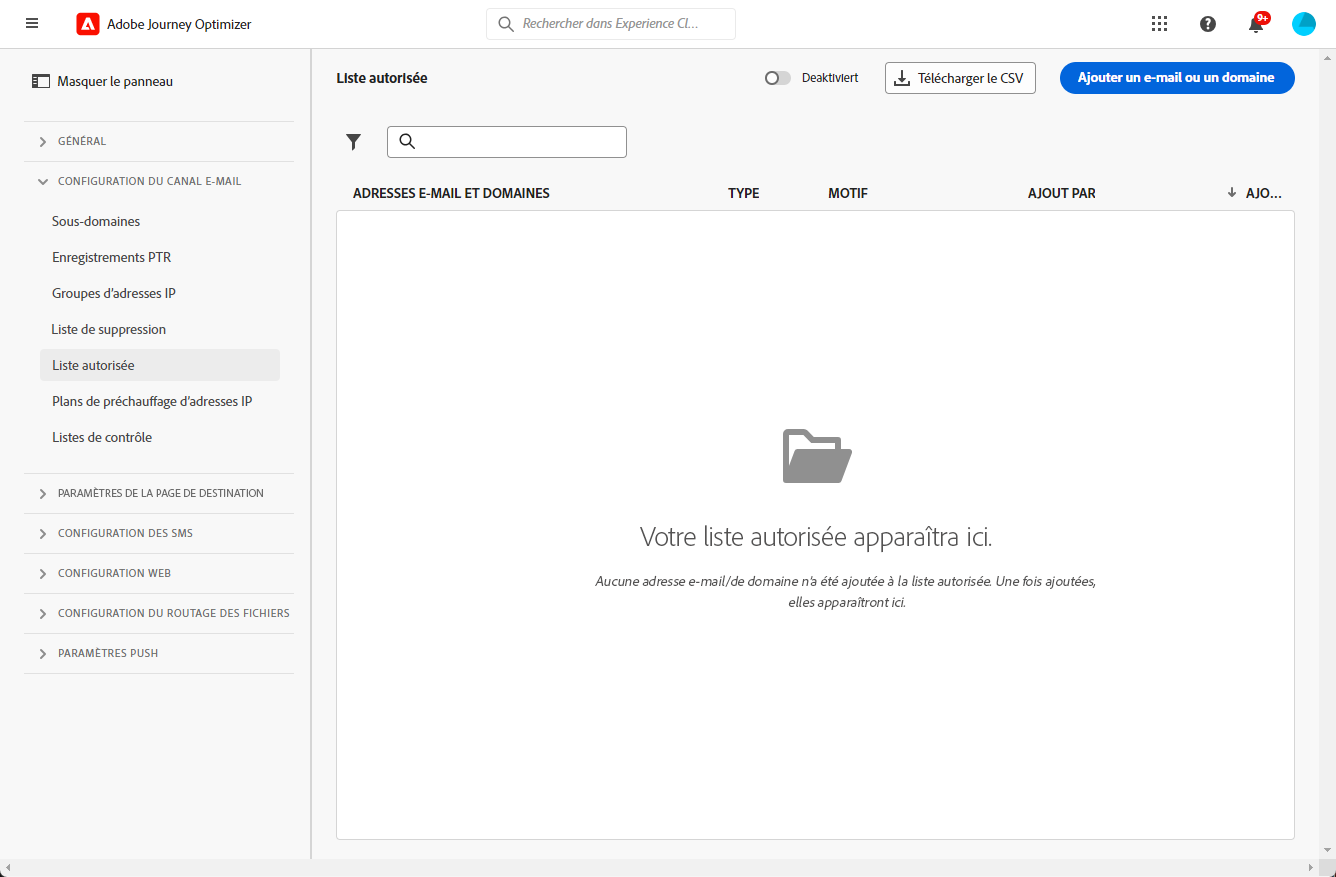 Adobe Journey Optimizer
Rechercher dans Experience Cl...
9+
Masquer le panneau
GÉNÉRAL
CONFIGURATION DU CANAL E-MAIL
Sous-domaines
Enregistrements PTR
Groupes d’adresses IP
Liste de suppression
Liste autorisée
Plans de préchauffage d’adresses IP
Listes de contrôle
PARAMÈTRES DE LA PAGE DE DESTINATION
CONFIGURATION DES SMS
CONFIGURATION WEB
CONFIGURATION DU ROUTAGE DES FICHIERS
PARAMÈTRES PUSH
Liste autorisée
Deaktiviert
Télécharger le CSV
Ajouter un e-mail ou un domaine
ADRESSES E-MAIL ET DOMAINES TYPE MOTIF AJOUT PAR AJO...
Votre liste autorisée apparaîtra ici.
Aucune adresse e-mail/de domaine n’a été ajoutée à la liste autorisée. Une fois ajoutées,
elles apparaîtront ici.